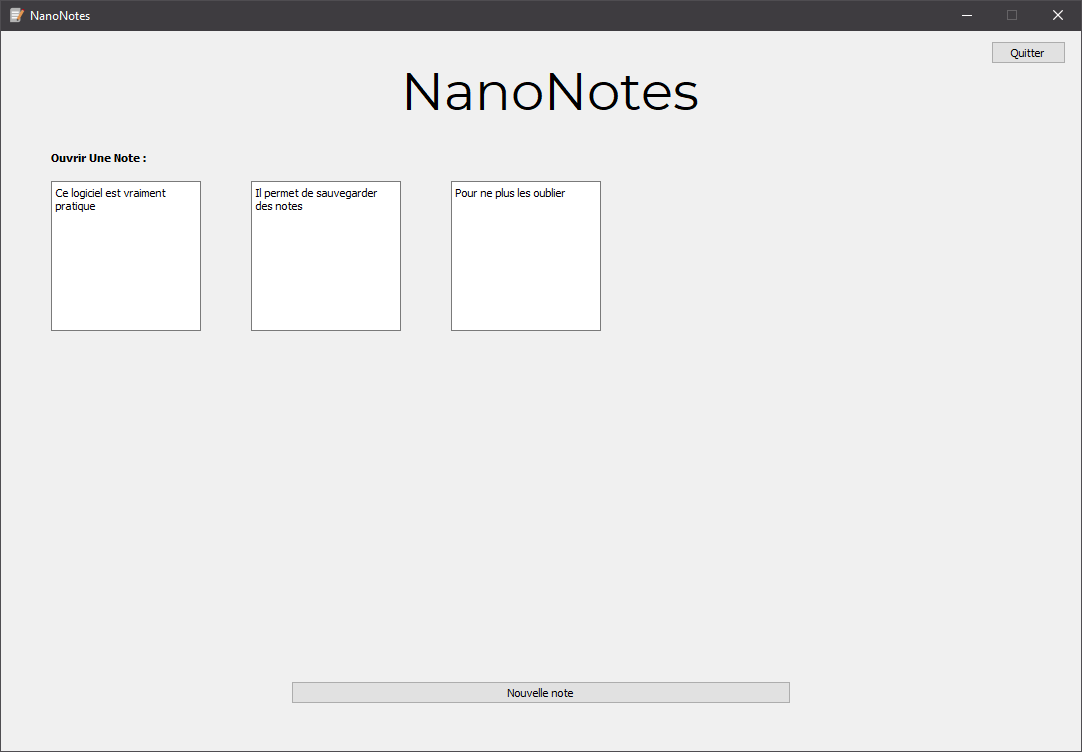 NanoNotes
Quitter
NanoNotes
Ouvrir Une Note :
Ce logiciel est vraiment
pratique
Il permet de sauvegarder
des notes
Pour ne plus les oublier
Nouvelle note